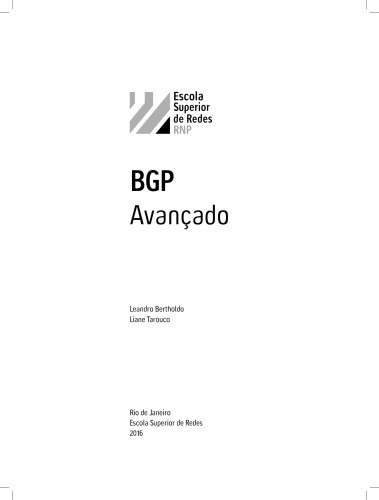 Escola
Superior
de Redes
RNP
BGP
Avançado
Leandro Bertholdo
Liane Tarouco
Rio de Janeiro
Escola Superior de Redes
2016